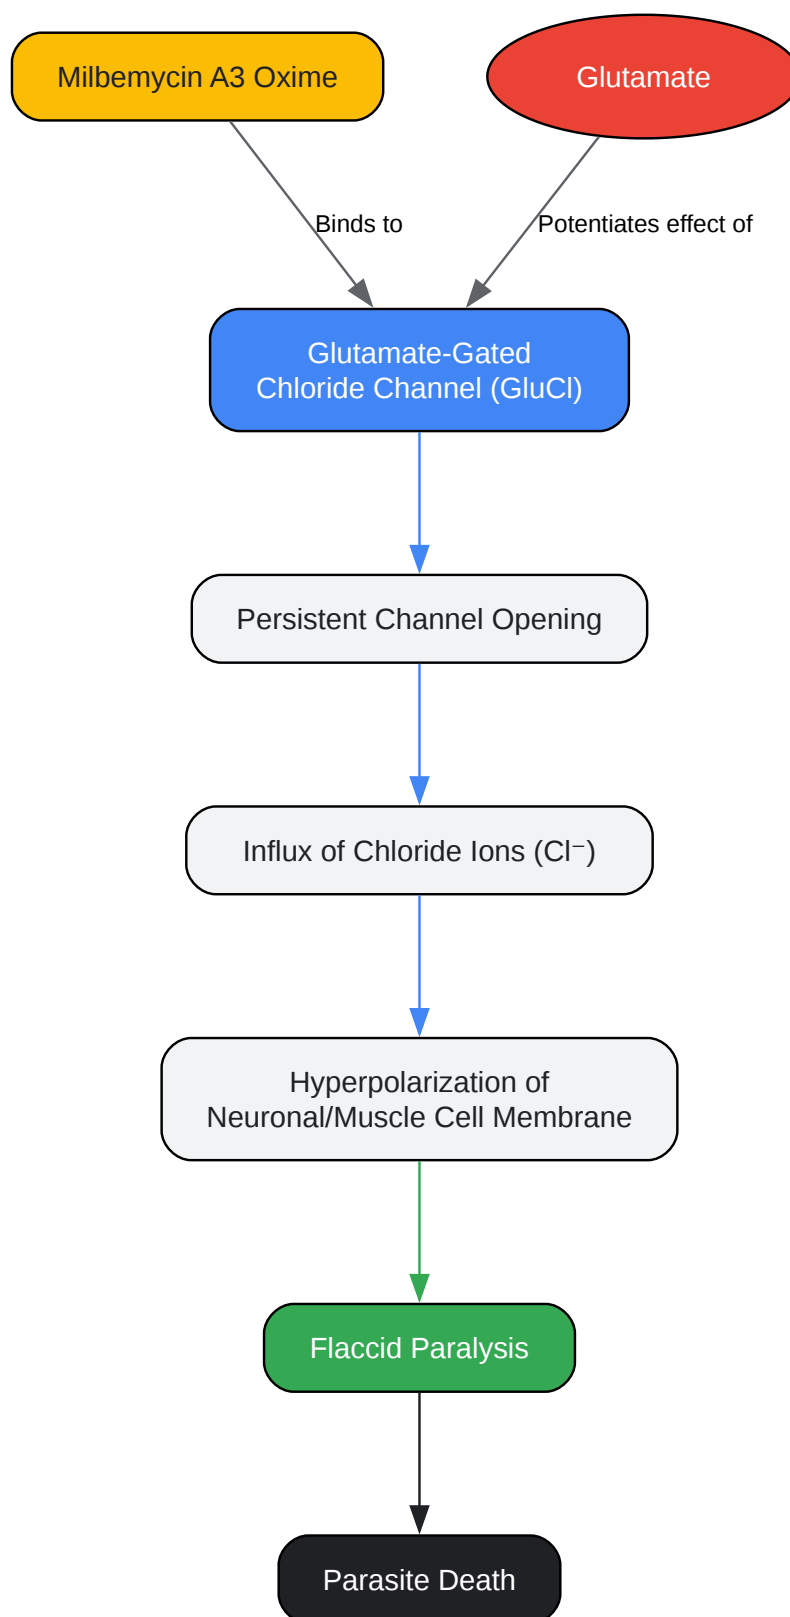 Milbemycin A3 Oxime
Glutamate
Binds to
Potentiates effect of
Glutamate-Gated
Chloride Channel (GluCl)
Persistent Channel Opening
Influx of Chloride Ions (Cl⁻)
Hyperpolarization of
Neuronal/Muscle Cell Membrane
Flaccid Paralysis
Parasite Death